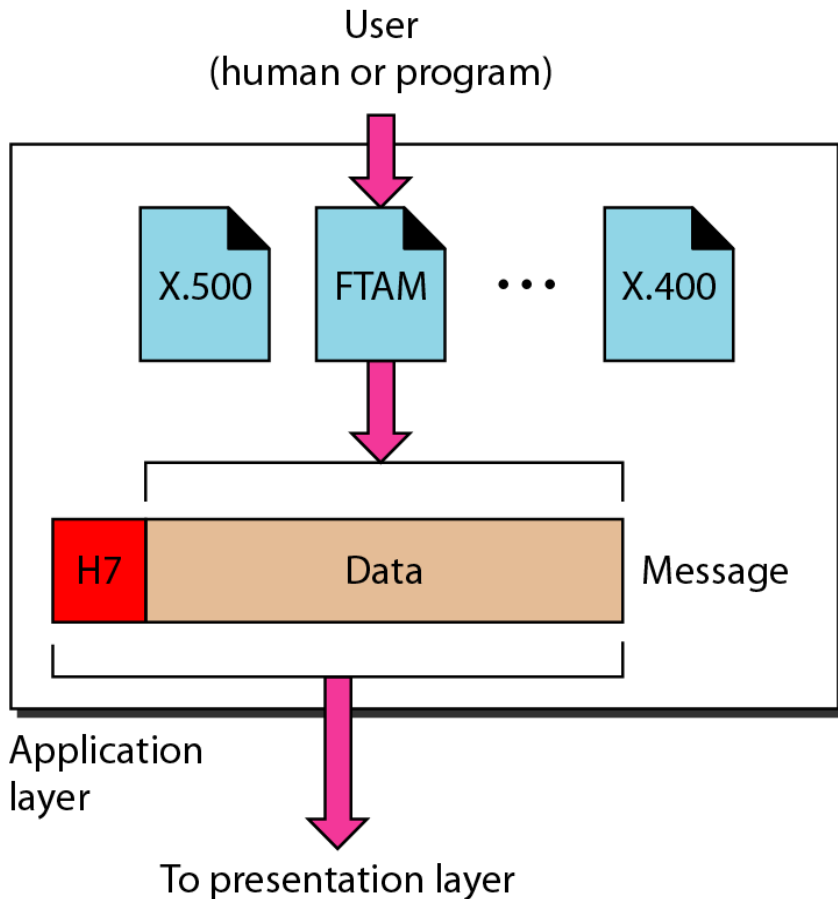 User
(human or program)
X.500
FTAM
...
X.400
H7
Data
Message
Application
layer
To presentation layer